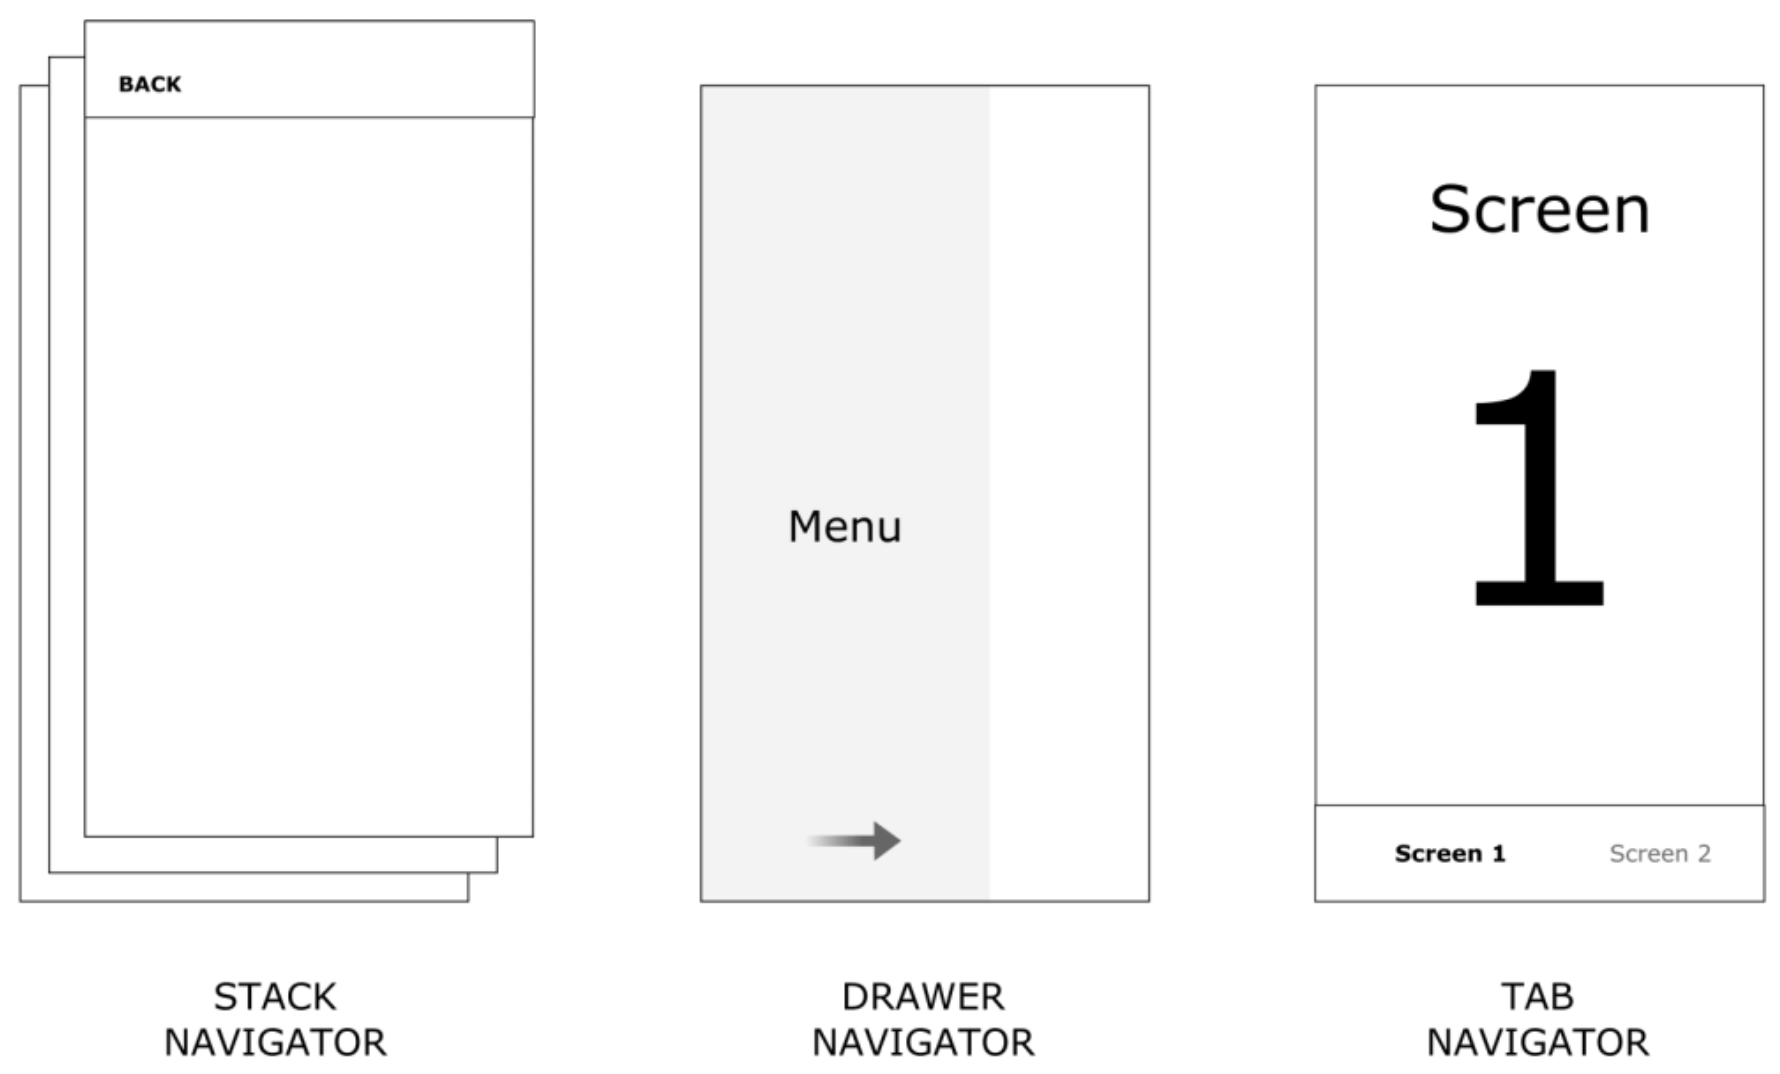 BACK
Menu
Screen
1
Screen 1
Screen 2
STACK
NAVIGATOR
DRAWER
NAVIGATOR
TAB
NAVIGATOR